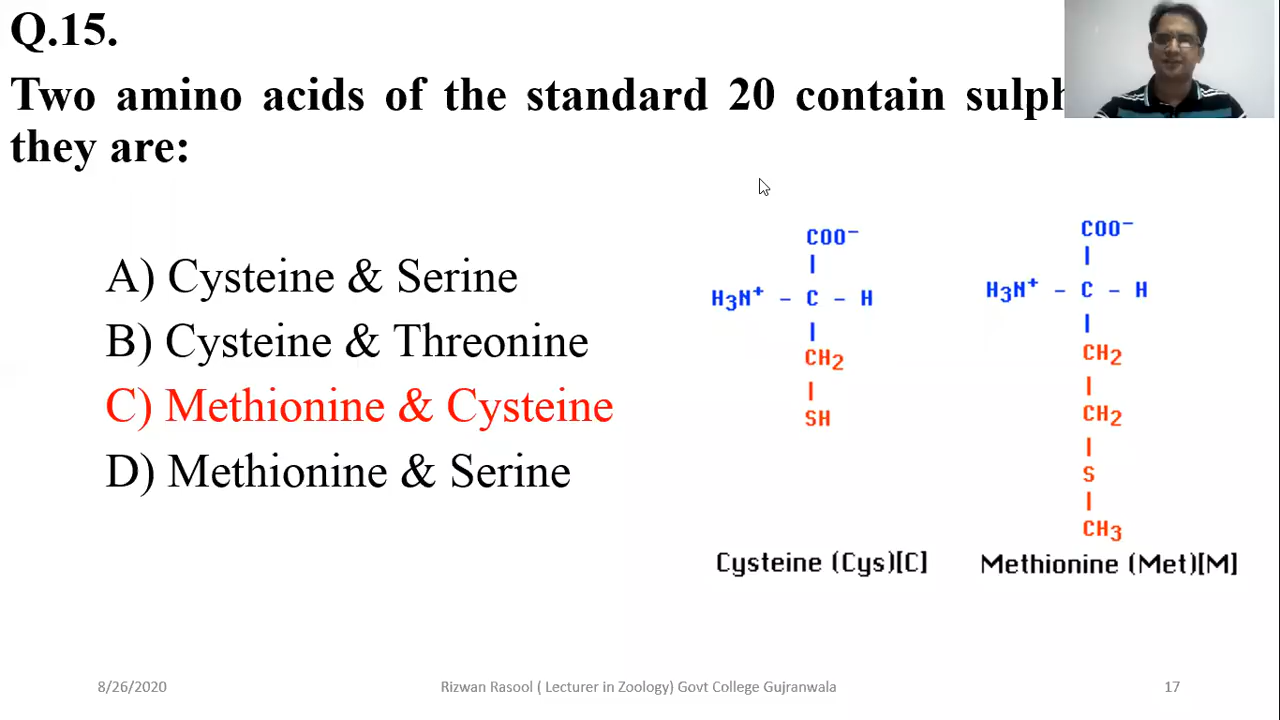 Q.15.
Two amino acids of the standard 20 contain
they are:
A) Cysteine & Serine
B) Cysteine & Threonine
C) Methionine & Cysteine
D) Methionine & Serine
COO⁻
H₃N⁺ – C – H
CH₂
SH
Cysteine (Cys)[C]
COO⁻
H₃N⁺ – C – H
CH₂
CH₂
S
CH₃
Methionine (Met)[M]
8/26/2020
Rizwan Rasool ( Lecturer in Zoology) Govt College Gujranwala
17